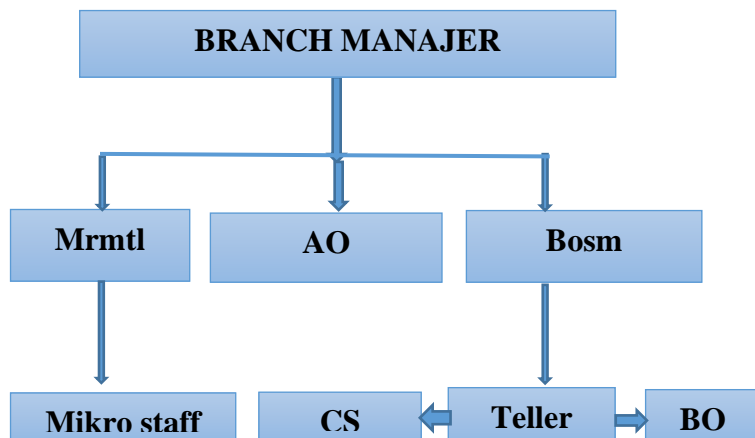 BRANCH MANAJER
Mrmtl
AO
Bosm
Mikro staff
CS
Teller
BO